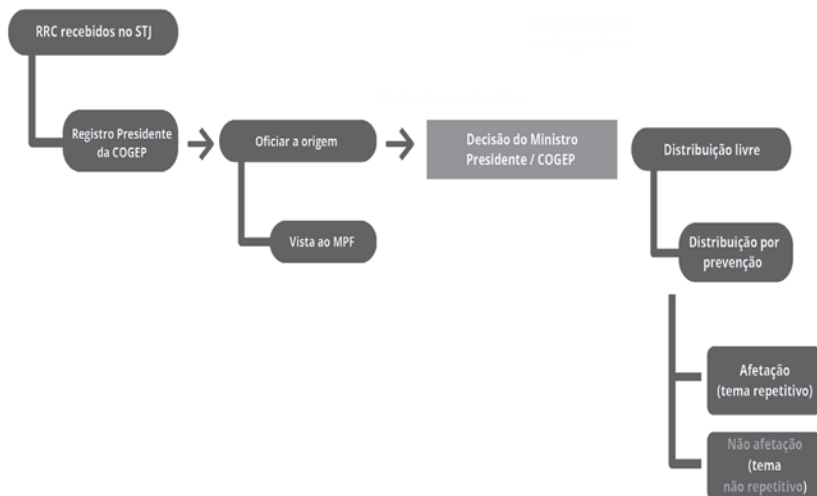 RRC recebidos no STJ
Registro Presidente
da COGEP
Oficiar a origem
Vista ao MPF
Decisão do Ministro
Presidente / COGEP
Distribuição livre
Distribuição por
prevenção
Afetação
(tema repetitivo)
Não afetação
(tema
não repetitivo)